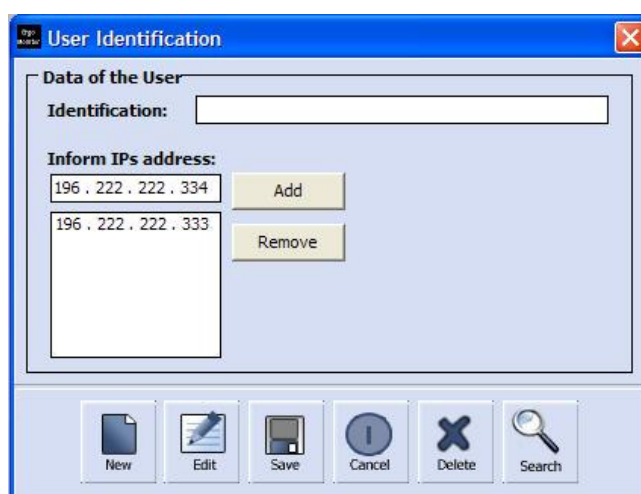 User Identification
Data of the User
Identification:
Inform IPs address:
196 . 222 . 222 . 334
Add
196 . 222 . 222 . 333
Remove
New Edit Save Cancel Delete Search